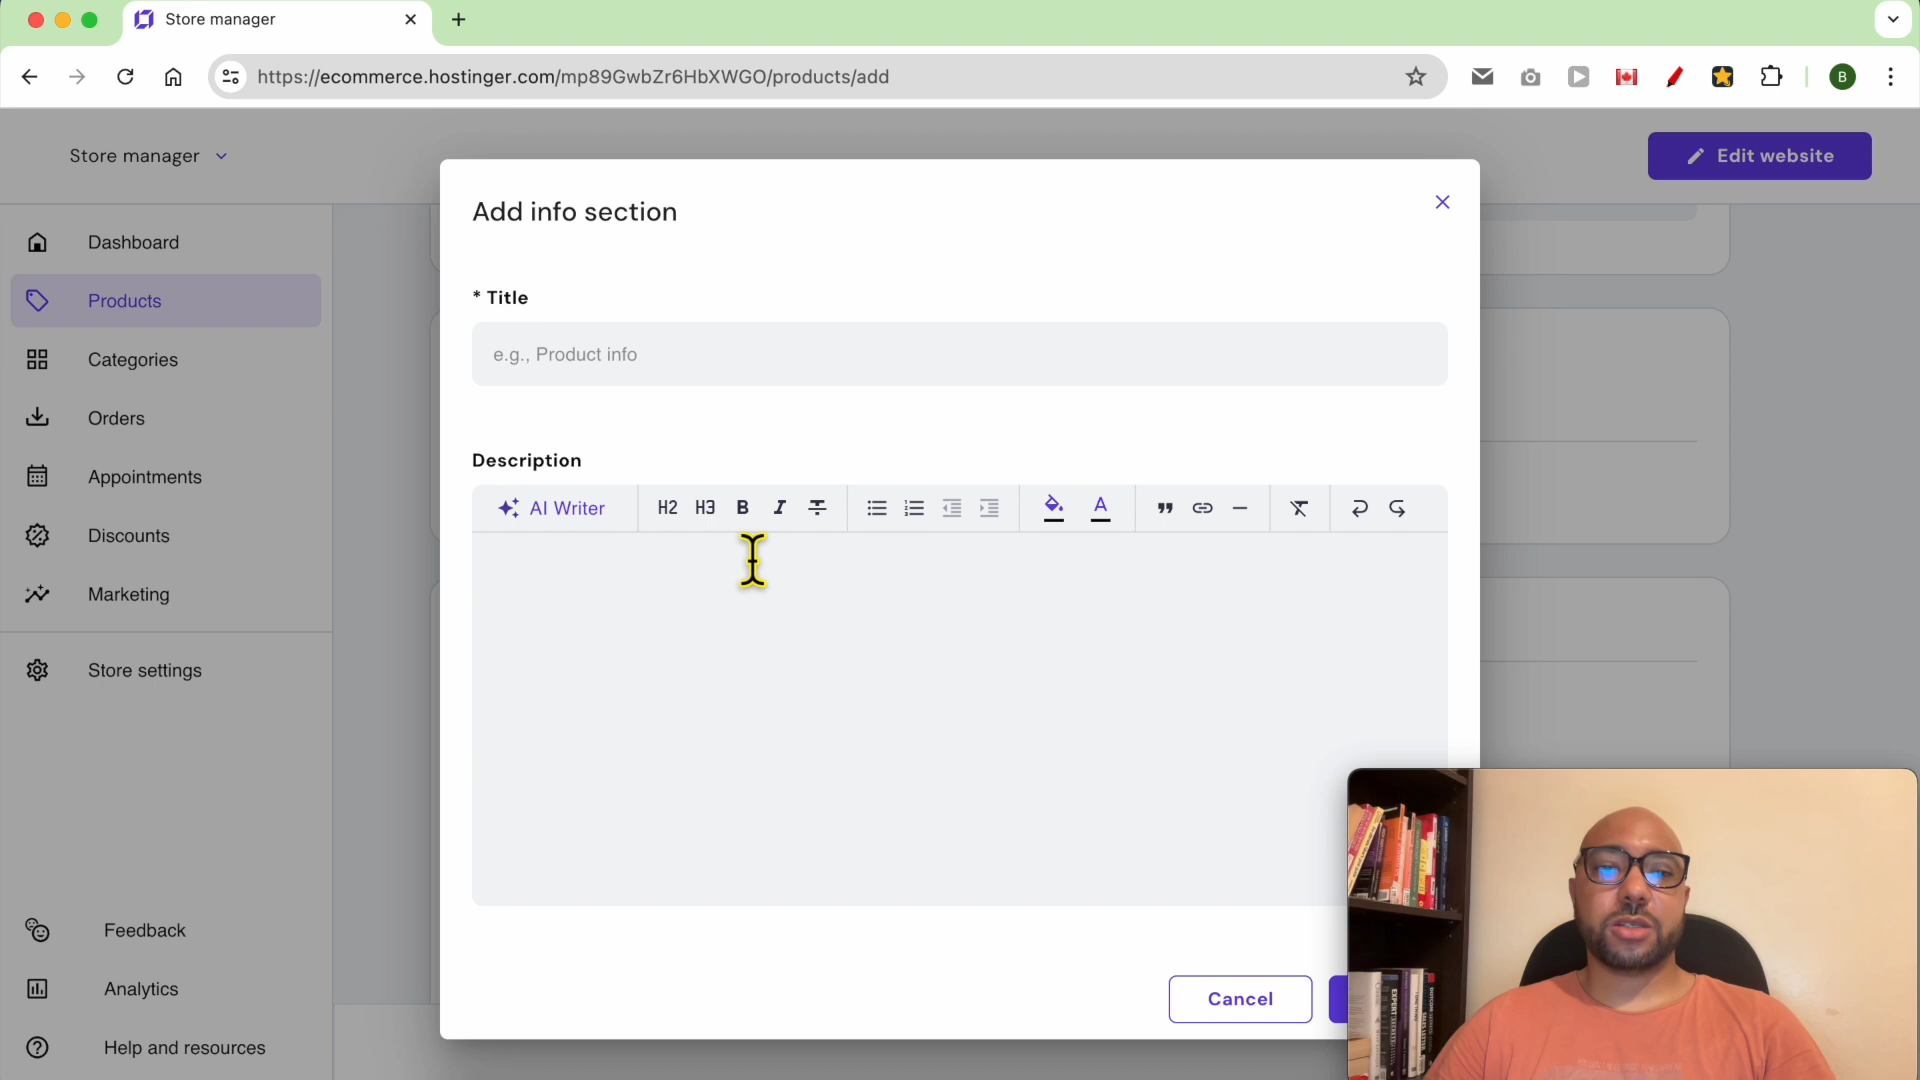 Store manager
https://ecommerce.hostinger.com/mp89GwbZr6HbXWGO/products/add
B
Store manager
Edit website
Dashboard
Products
Categories
Orders
Appointments
Discounts
Marketing
Store settings
Feedback
Analytics
Help and resources
Add info section
* Title
e.g., Product info
Description
AI Writer
H2 H3 B I
A
Cancel